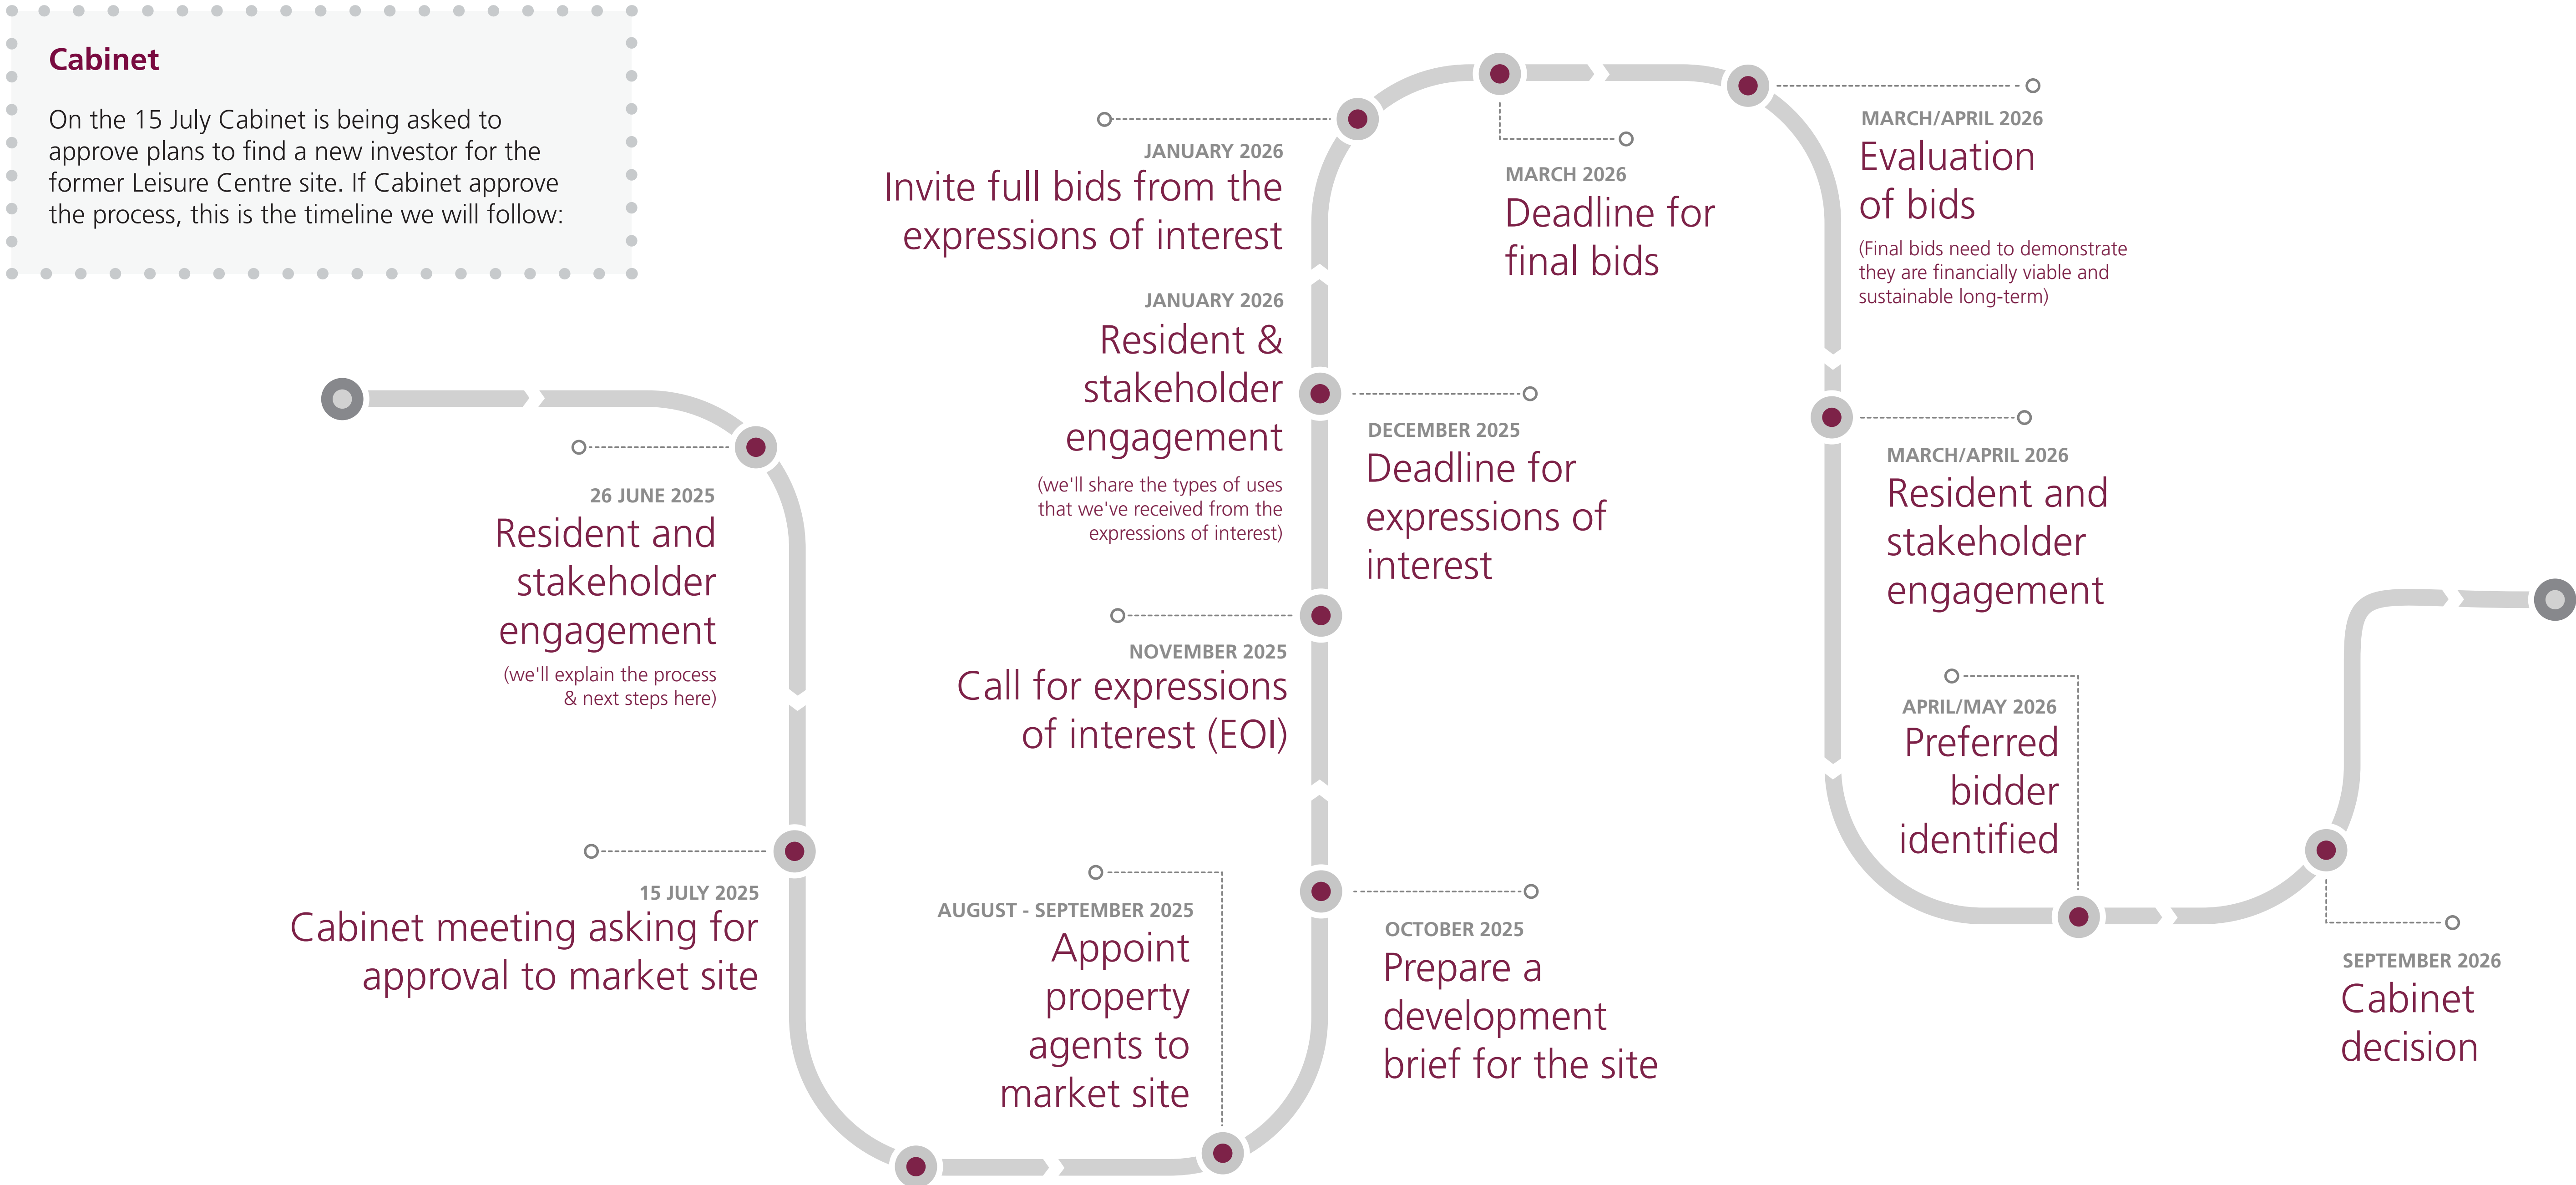 Cabinet
On the 15 July Cabinet is being asked to
approve plans to find a new investor for the
former Leisure Centre site. If Cabinet approve
the process, this is the timeline we will follow:
26 JUNE 2025
Resident and
stakeholder
engagement
(we'll explain the process
& next steps here)
15 JULY 2025
Cabinet meeting asking for
approval to market site
AUGUST - SEPTEMBER 2025
Appoint
property
agents to
market site
OCTOBER 2025
Prepare a
development
brief for the site
NOVEMBER 2025
Call for expressions
of interest (EOI)
DECEMBER 2025
Deadline for
expressions of
interest
JANUARY 2026
Resident &
stakeholder
engagement
(we'll share the types of uses
that we've received from the
expressions of interest)
JANUARY 2026
Invite full bids from the
expressions of interest
MARCH 2026
Deadline for
final bids
MARCH/APRIL 2026
Evaluation
of bids
(Final bids need to demonstrate
they are financially viable and
sustainable long-term)
MARCH/APRIL 2026
Resident and
stakeholder
engagement
APRIL/MAY 2026
Preferred
bidder
identified
SEPTEMBER 2026
Cabinet
decision